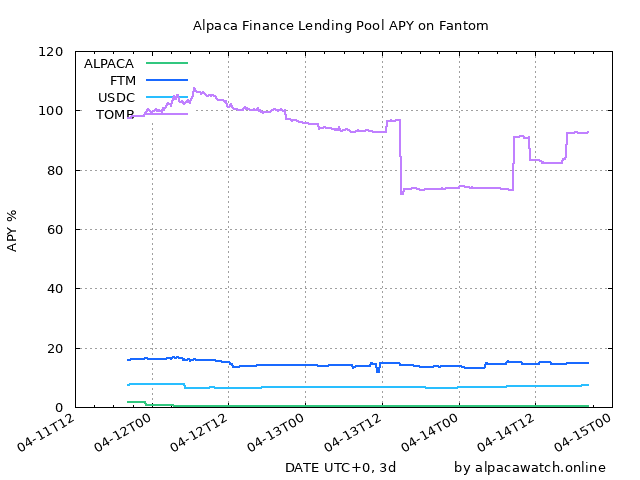 Alpaca Finance Lending Pool APY on Fantom
120
100
80
60
40
20
0
APY %
ALPACA
FTM
USDC
TOMB
04-11T12
04-12T00
04-12T12
04-13T00
04-13T12
04-14T00
04-14T12
04-15T00
DATE UTC+0, 3d
by alpacawatch.online